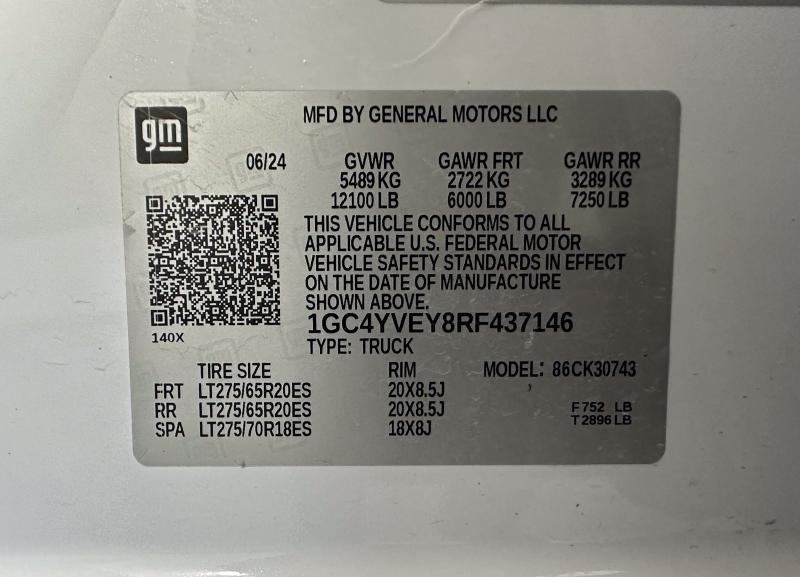 gm
MFD BY GENERAL MOTORS LLC
06/24 GVWR GAWR FRT GAWR RR
5489 KG 2722 KG 3289 KG
12100 LB 6000 LB 7250 LB
THIS VEHICLE CONFORMS TO ALL
APPLICABLE U.S. FEDERAL MOTOR
VEHICLE SAFETY STANDARDS IN EFFECT
ON THE DATE OF MANUFACTURE
SHOWN ABOVE.
1GC4YVEY8RF437146
140X
TYPE: TRUCK
TIRE SIZE RIM MODEL: 86CK30743
FRT LT275/65R20ES 20X8.5J
RR LT275/65R20ES 20X8.5J F752 LB
SPA LT275/70R18ES 18X8J T2896LB